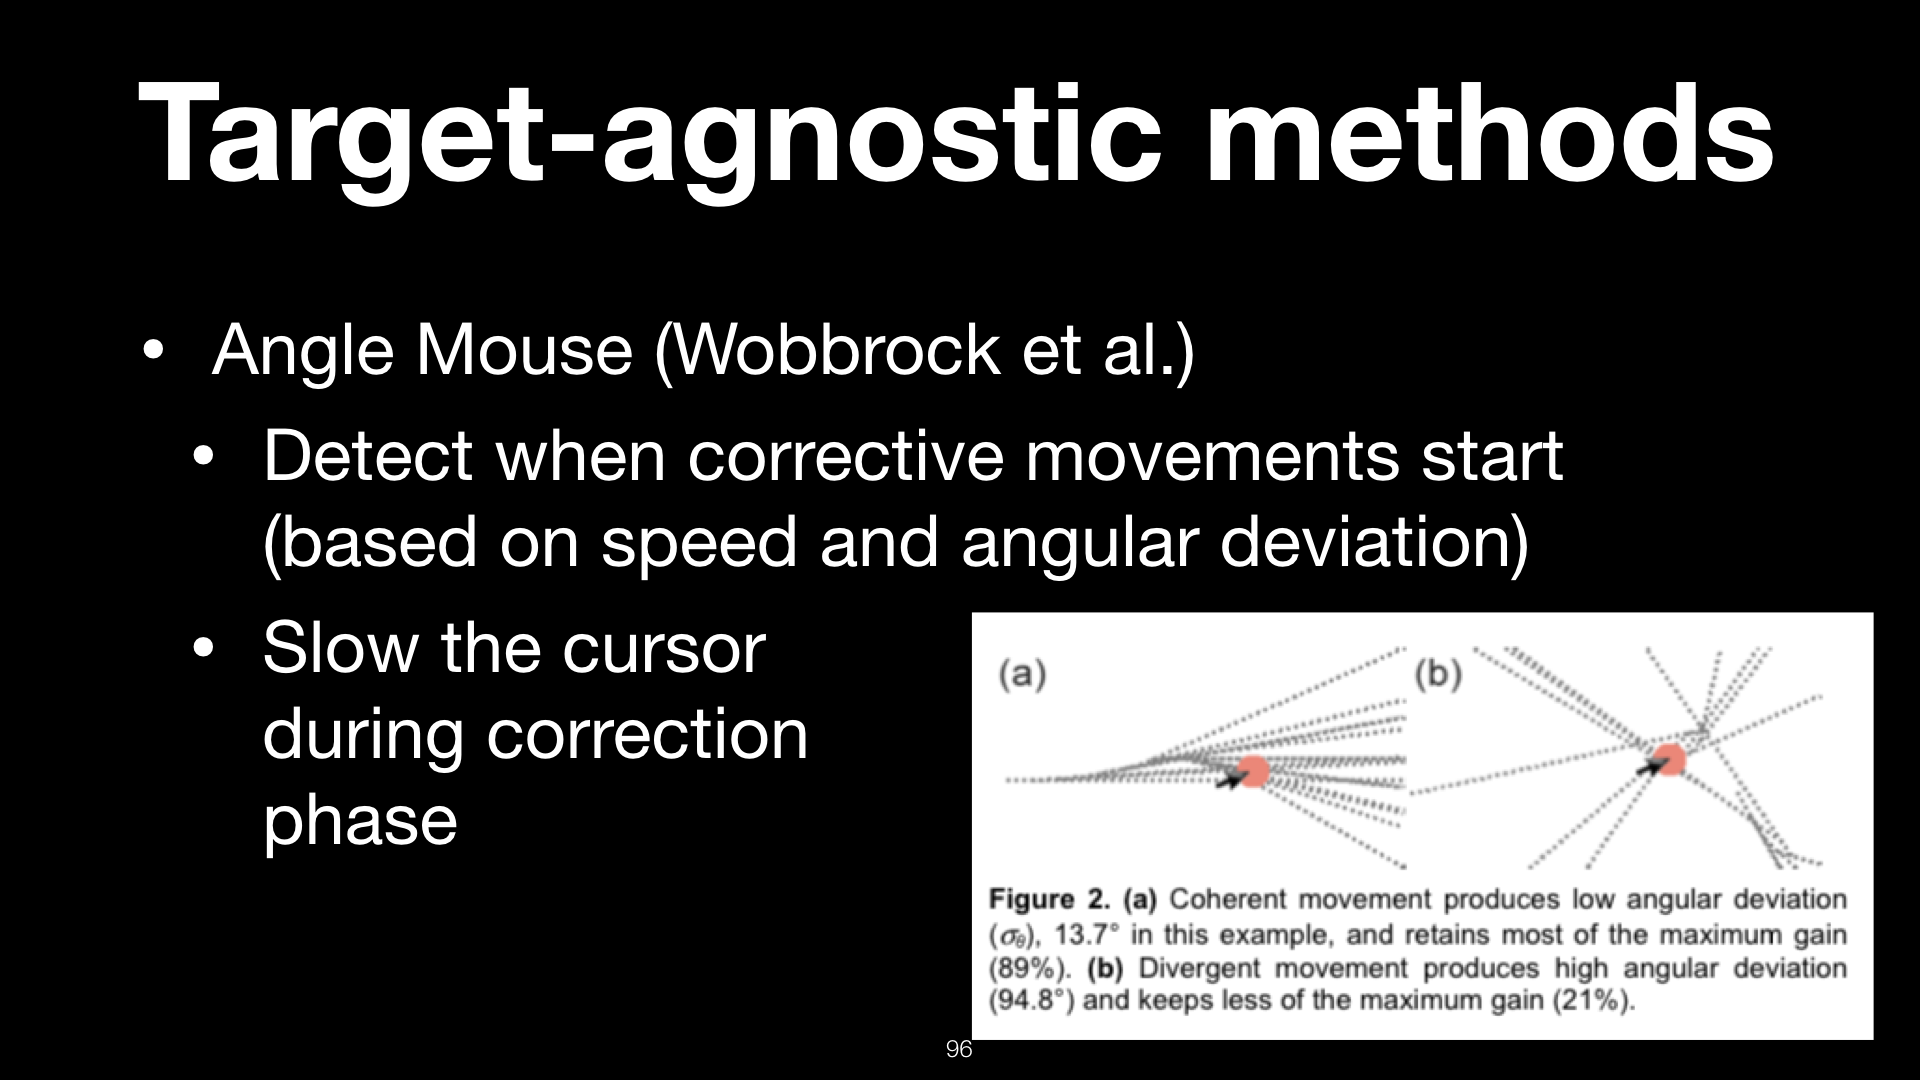 Target-agnostic methods
• Angle Mouse (Wobbrock et al.)
• Detect when corrective movements start
(based on speed and angular deviation)
• Slow the cursor
during correction
phase
(a)
(b)
Figure 2. (a) Coherent movement produces low angular deviation
(σθ), 13.7° in this example, and retains most of the maximum gain
(89%). (b) Divergent movement produces high angular deviation
(94.8°) and keeps less of the maximum gain (21%).
96